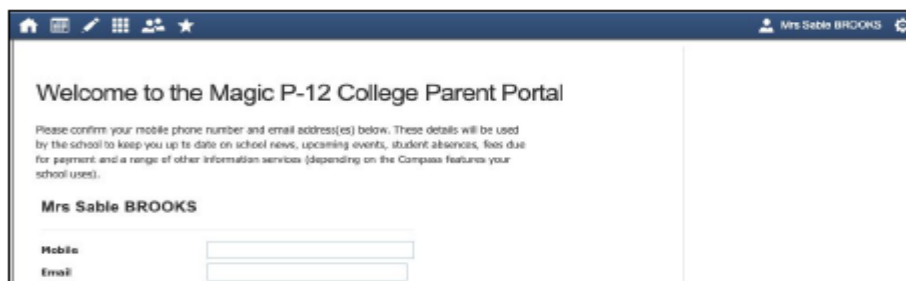 Mrs Sable BROOKS
Welcome to the Magic P-12 College Parent Portal
Please confirm your mobile phone number and email address(es) below. These details will be used
by the school to keep you up to date on school news, upcoming events, student absences, fees due
for payment and a range of other information services (depending on the Compass features your
school uses).
Mrs Sable BROOKS
Mobile
Email